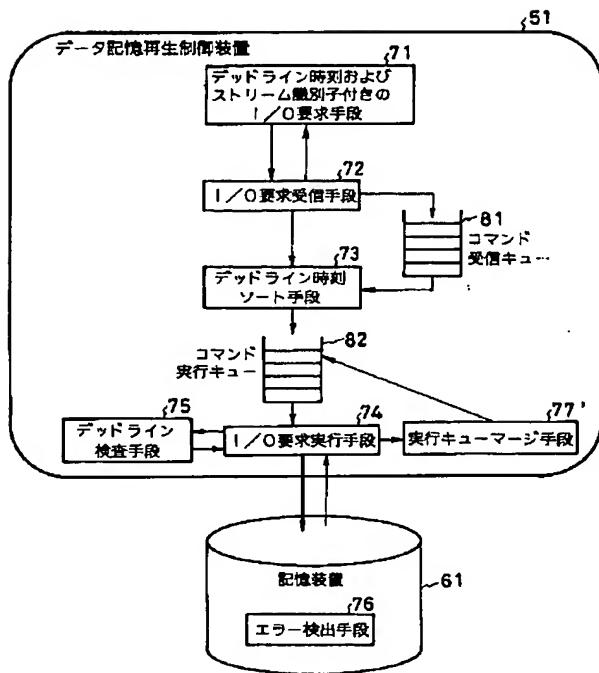 51
データ記憶再生制御装置
71
デッドライン時刻および
ストリーム識別子付きの
I/O要求手段
72
I/O要求受信手段
81
コマンド
受信キュー
73
デッドライン時刻
ソート手段
82
コマンド
実行キュー
75
デッドライン
検査手段
74
I/O要求実行手段
77'
実行キューマージ手段
記憶装置
61
76
エラー検出手段